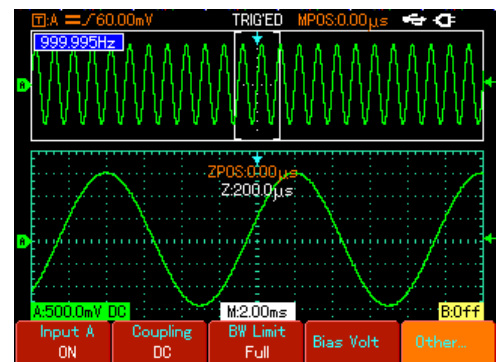 T:A 60.00mV TRIG'ED MPOS:0.00µs
999.995Hz
A
ZPOS:0.00µs
Z:200.0µs
A
A:500.0mV DC M:2.00ms B:Off
Input A Coupling BW Limit Bias Volt Other...
ON DC Full